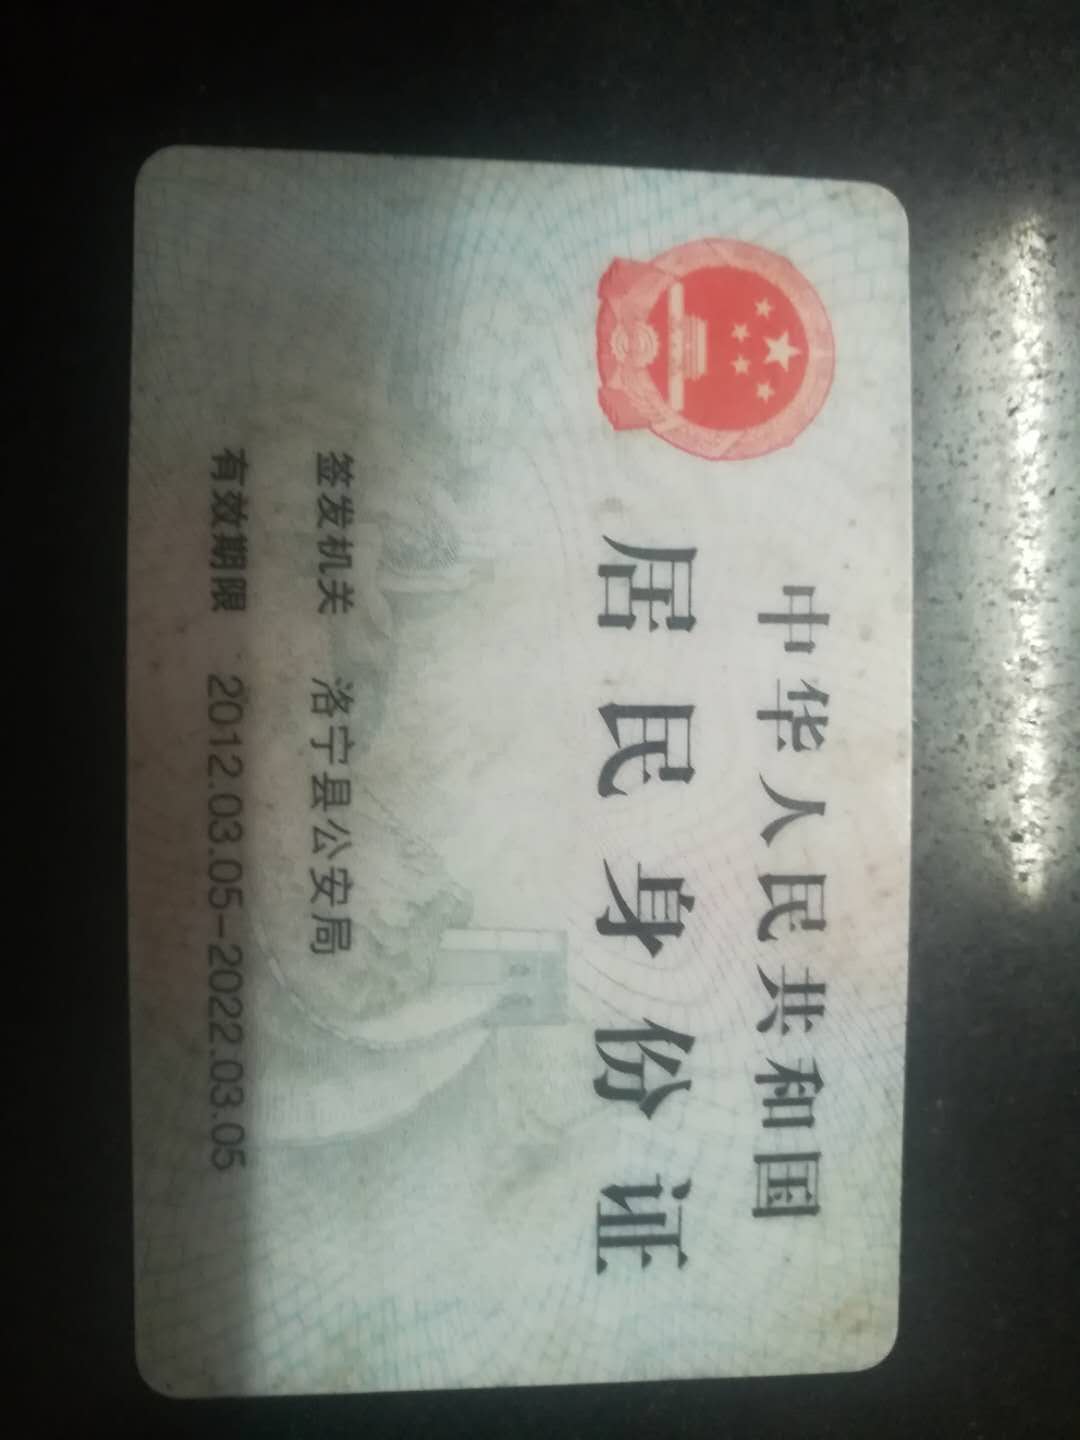 中华人民共和国
居民身份证
签发机关 洛宁县公安局
有效期限 2012.03.05-2022.03.05